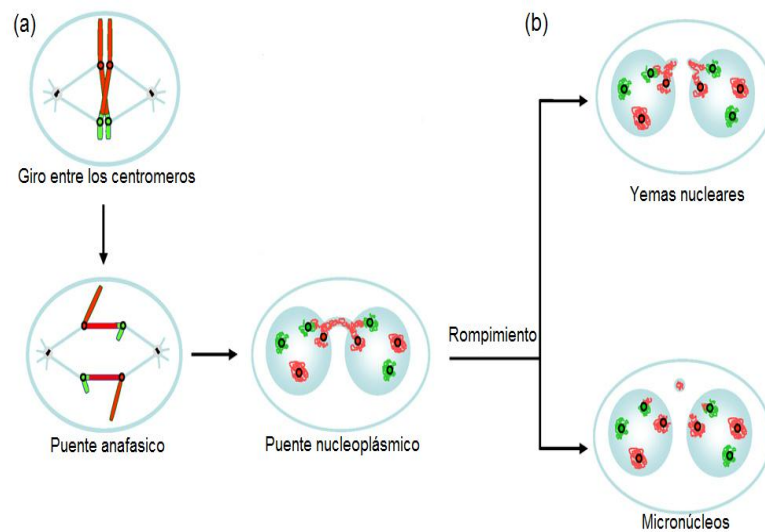 (a)
(b)
Giro entre los centromeros
Yemas nucleares
Rompimiento
Puente anafasico
Puente nucleoplásmico
Micronúcleos